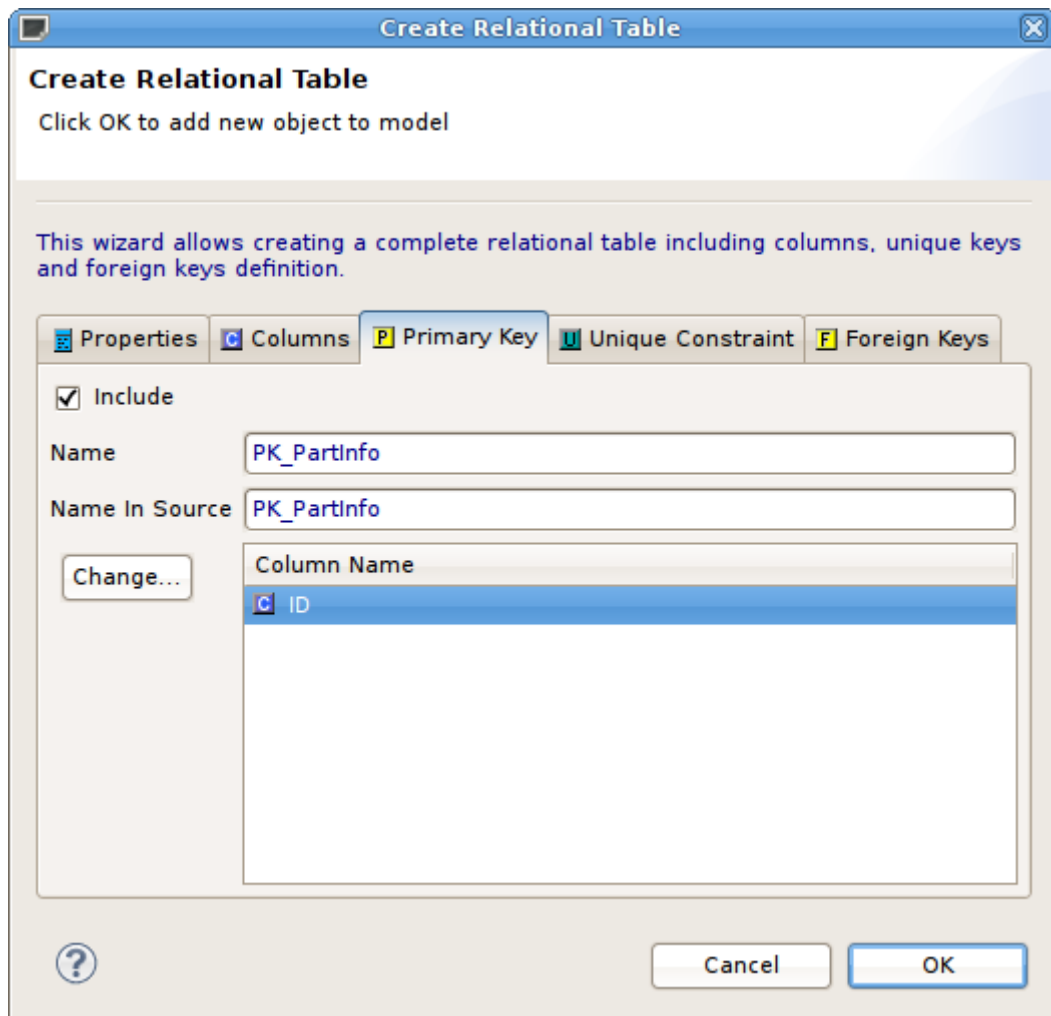 Create Relational Table
Create Relational Table
Click OK to add new object to model
This wizard allows creating a complete relational table including columns, unique keys
and foreign keys definition.
Properties C Columns P Primary Key U Unique Constraint F Foreign Keys
Include
Name PK_PartInfo
Name In Source PK_PartInfo
Change... Column Name
C ID
? Cancel OK